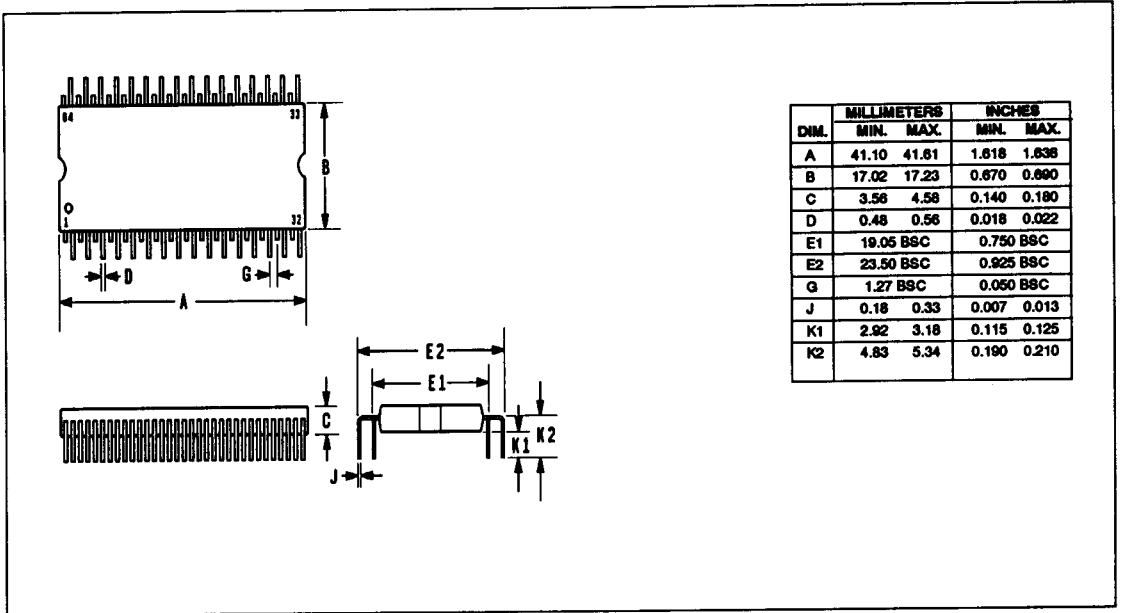 64
33
B
1
32
D
G
A
E2
E1
C
K1
K2
J
MILLIMETERS INCHES
DIM. MIN. MAX. MIN. MAX.
A 41.10 41.61 1.618 1.638
B 17.02 17.23 0.670 0.690
C 3.56 4.58 0.140 0.180
D 0.48 0.56 0.018 0.022
E1 19.05 BSC 0.750 BSC
E2 23.50 BSC 0.925 BSC
G 1.27 BSC 0.050 BSC
J 0.18 0.33 0.007 0.013
K1 2.92 3.18 0.115 0.125
K2 4.83 5.34 0.190 0.210